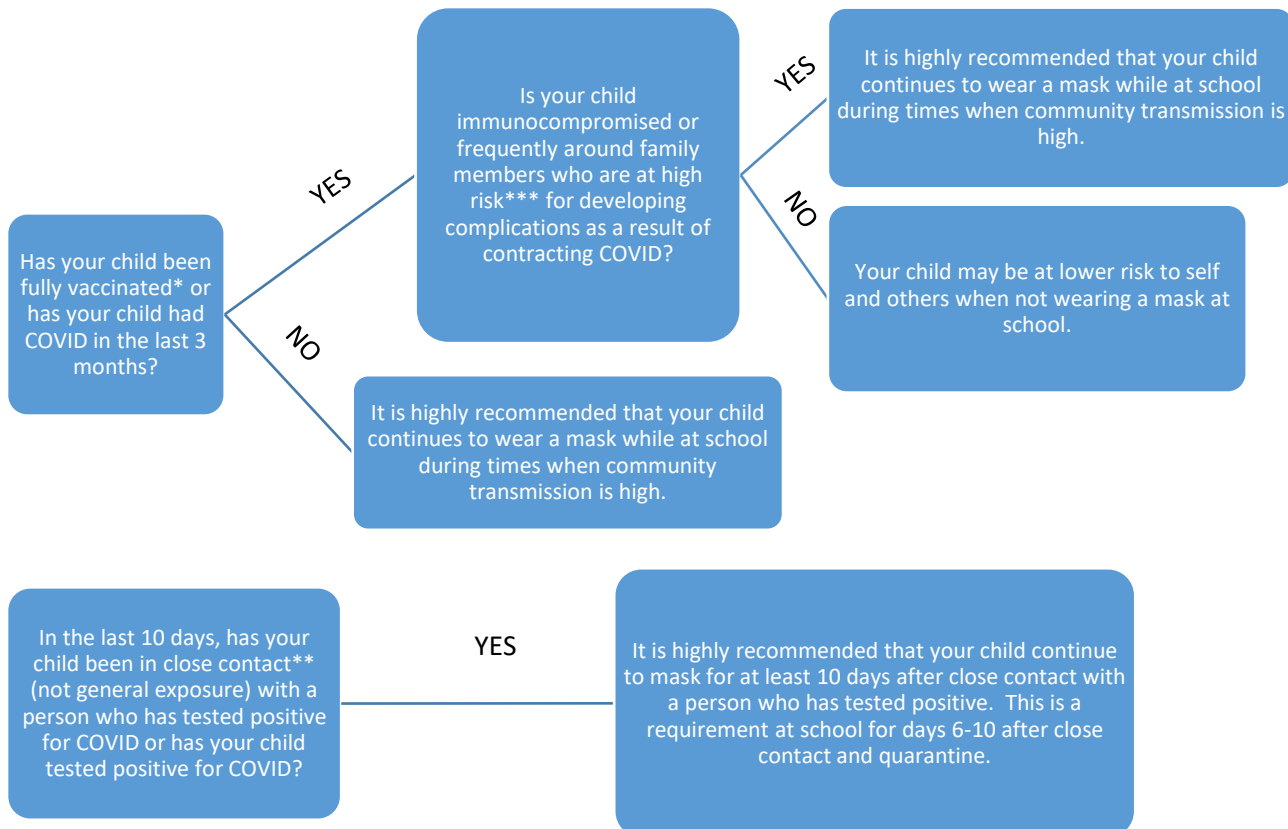 Has your child been
fully vaccinated* or
has your child had
COVID in the last 3
months?
YES
Is your child
immunocompromised or
frequently around family
members who are at high
risk*** for developing
complications as a result of
contracting COVID?
YES
It is highly recommended that your child
continues to wear a mask while at school
during times when community transmission is
high.
NO
Your child may be at lower risk to self
and others when not wearing a mask at
school.
NO
It is highly recommended that your child
continues to wear a mask while at school
during times when community
transmission is high.
In the last 10 days, has your
child been in close contact**
(not general exposure) with a
person who has tested positive
for COVID or has your child
tested positive for COVID?
YES
It is highly recommended that your child continue
to mask for at least 10 days after close contact with
a person who has tested positive.  This is a
requirement at school for days 6-10 after close
contact and quarantine.